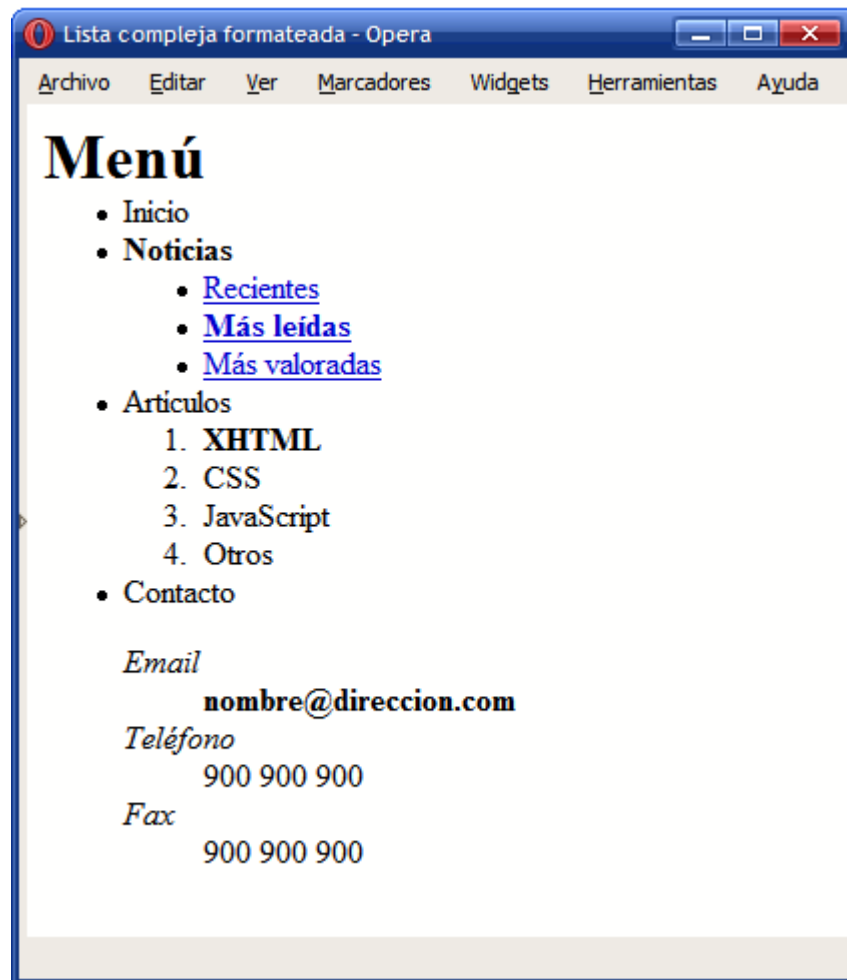 Lista compleja formateada - Opera
Archivo Editar Ver Marcadores Widgets Herramientas Ayuda
Menú
• Inicio
• Noticias
• Recientes
• Más leídas
• Más valoradas
• Artículos
1. XHTML
2. CSS
3. JavaScript
4. Otros
• Contacto
Email
nombre@direccion.com
Teléfono
900 900 900
Fax
900 900 900